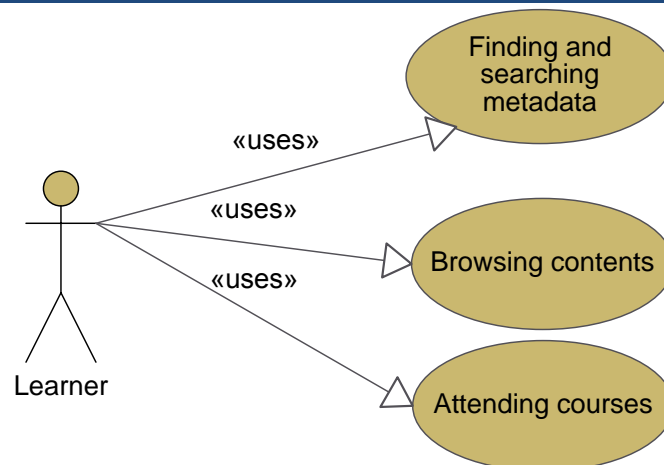 Finding and
searching
metadata
«uses»
«uses»
Browsing contents
«uses»
Learner
Attending courses